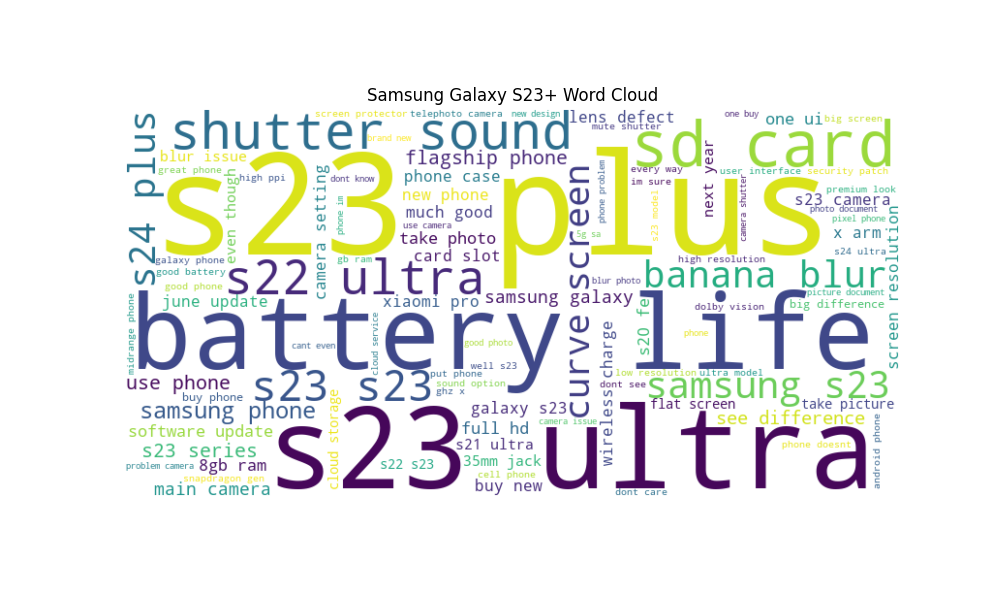 Samsung Galaxy S23+ Word Cloud
screen protector
telephoto camera
new design
lens defect
one buy
one ui
big screen
s24 plus
shutter sound
mute shutter
sd card
brand new
blur issue
great phone
high ppi
even though
camera setting
dont know
phone im
flagship phone
phone case
new phone
much good
use camera
take photo
card slot
s23 plus
curve screen
phone problem
5g sa
every way
im sure
s23 model
next year
camera shutter
user interface
security patch
premium look
s23 camera
photo document
pixel phone
x arm
s24 ultra
screen resolution
galaxy phone
good battery
good phone
s22 ultra
gb ram
high resolution
banana blur
blur photo
picture document
june update
xiaomi pro
samsung galaxy
s20 fe
dolby vision
big difference
midrange phone
battery life
cant even
cloud service
good photo
phone
well s23
wireless charge
use phone
buy phone
s23 s23
put phone
sound option
ghz x
low resolution
ultra model
dont see
samsung s23
samsung phone
cloud storage
galaxy s23
camera issue
flat screen
take picture
see difference
software update
full hd
s23 ultra
s21 ultra
phone doesnt
android phone
s23 series
problem camera
8gb ram
s22 s23
35mm jack
cell phone
snapdragon gen
main camera
buy new
dont care